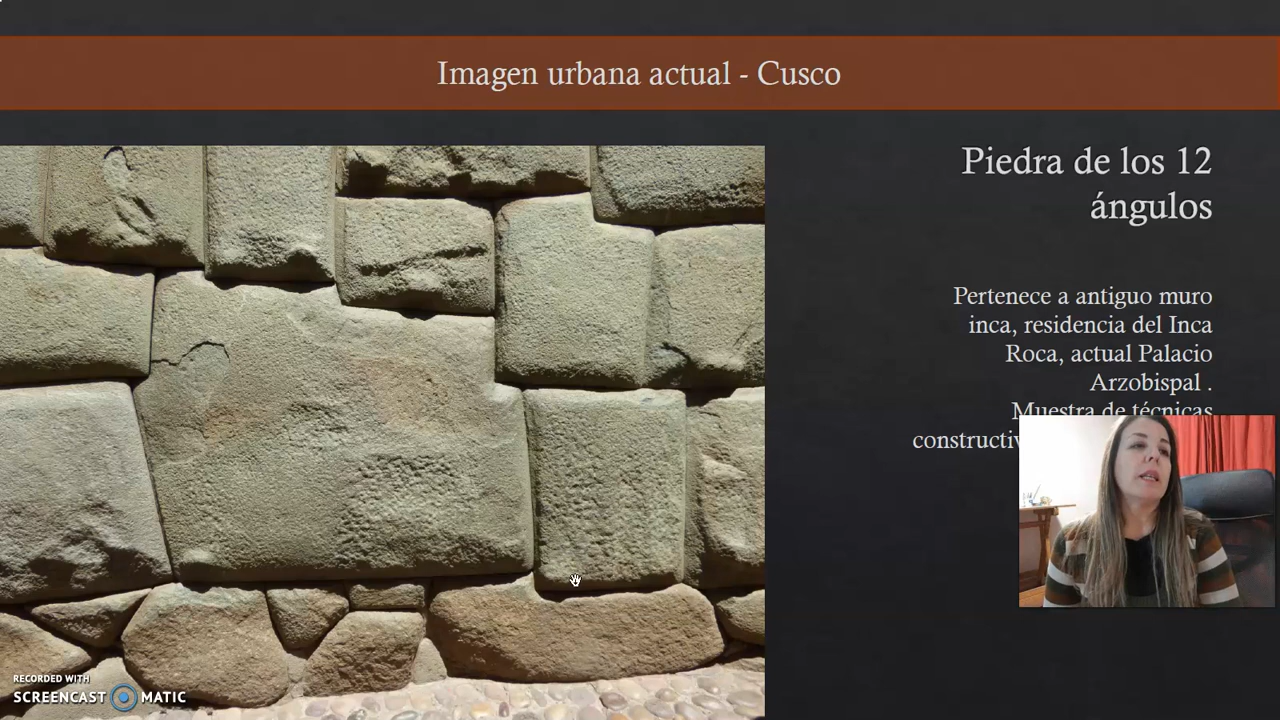 Imagen urbana actual - Cusco
Piedra de los 12
ángulos
Pertenece a antiguo muro
inca, residencia del Inca
Roca, actual Palacio
Arzobispal .
Muestra de técnicas
RECORDED WITH
SCREENCAST MATIC